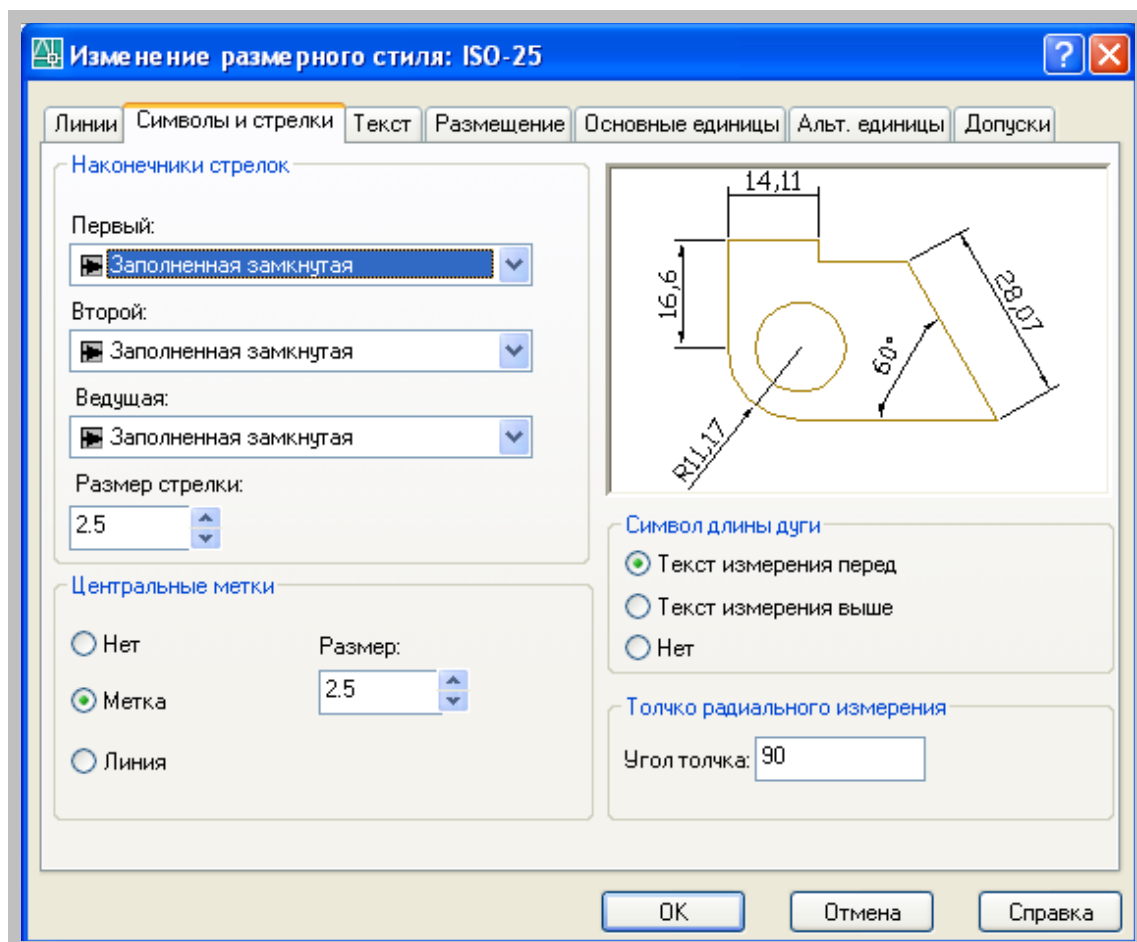 Изменение размерного стиля: ISO-25
Линии Символы и стрелки Текст Размещение Основные единицы Альт. единицы Допуски
Наконечники стрелок
Первый:
Заполненная замкнутая
Второй:
Заполненная замкнутая
Ведущая:
Заполненная замкнутая
Размер стрелки:
2.5
14,11
16,6
28,07
60°
R11,17
Символ длины дуги
Текст измерения перед
Текст измерения выше
Нет
Центральные метки
Нет
Размер:
Метка
2.5
Линия
Толчко радиального измерения
Угол толчка: 90
OK Отмена Справка